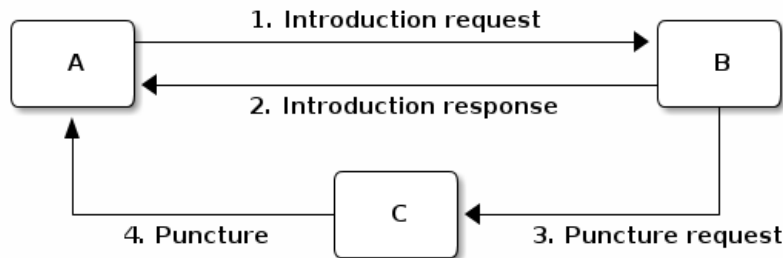 1. Introduction request
A
B
2. Introduction response
C
4. Puncture
3. Puncture request